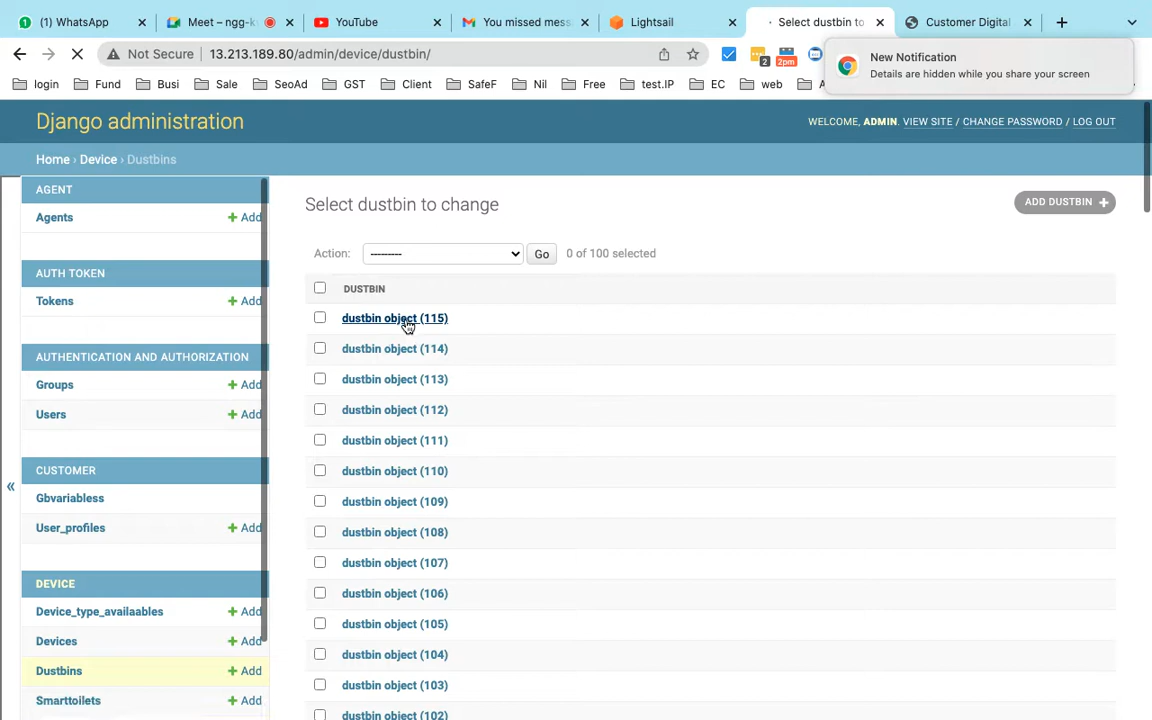 (1) WhatsApp
Meet – ngg-k
YouTube
You missed mess
Lightsail
Select dustbin to
Customer Digital
Not Secure
13.213.189.80/admin/device/dustbin/
2
2pm
New Notification
Details are hidden while you share your screen
login
Fund
Busi
Sale
SeoAd
GST
Client
SafeF
Nil
Free
test.IP
EC
web
Django administration
WELCOME, ADMIN. VIEW SITE / CHANGE PASSWORD / LOG OUT
Home › Device › Dustbins
AGENT
Agents
+ Add
AUTH TOKEN
Tokens
+ Add
AUTHENTICATION AND AUTHORIZATION
Groups
+ Add
Users
+ Add
CUSTOMER
Gbvariabless
User_profiles
+ Add
DEVICE
Device_type_availaables
+ Add
Devices
+ Add
Dustbins
+ Add
Smarttoilets
+ Add
«
Select dustbin to change
ADD DUSTBIN +
Action:
---------
Go
0 of 100 selected
DUSTBIN
dustbin object (115)
dustbin object (114)
dustbin object (113)
dustbin object (112)
dustbin object (111)
dustbin object (110)
dustbin object (109)
dustbin object (108)
dustbin object (107)
dustbin object (106)
dustbin object (105)
dustbin object (104)
dustbin object (103)
dustbin object (102)